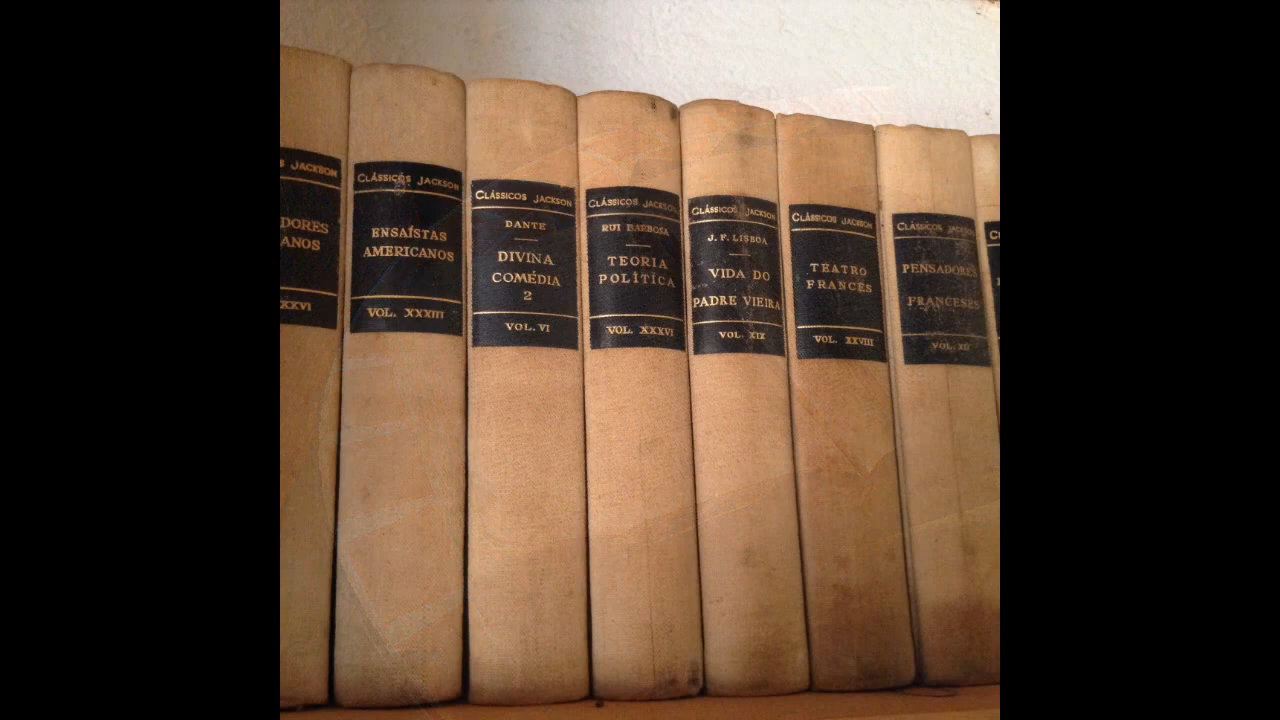 JACKSON
DORES
ANOS
XXVI
CLÁSSICOS JACKSON
ENSAÍSTAS
AMERICANOS
VOL. XXXIII
CLÁSSICOS JACKSON
DANTE
DIVINA
COMÉDIA
2
VOL. VI
CLÁSSICOS JACKSON
RUI BARBOSA
TEORIA
POLÍTICA
VOL. XXXVI
CLÁSSICOS JACKSON
J. F. LISBOA
VIDA DO
PADRE VIEIRA
VOL. XIX
CLÁSSICOS JACKSON
TEATRO
FRANCÊS
VOL. XXVIII
CLÁSSICOS JACKSON
PENSADORES
FRANCESES
VOL. XII